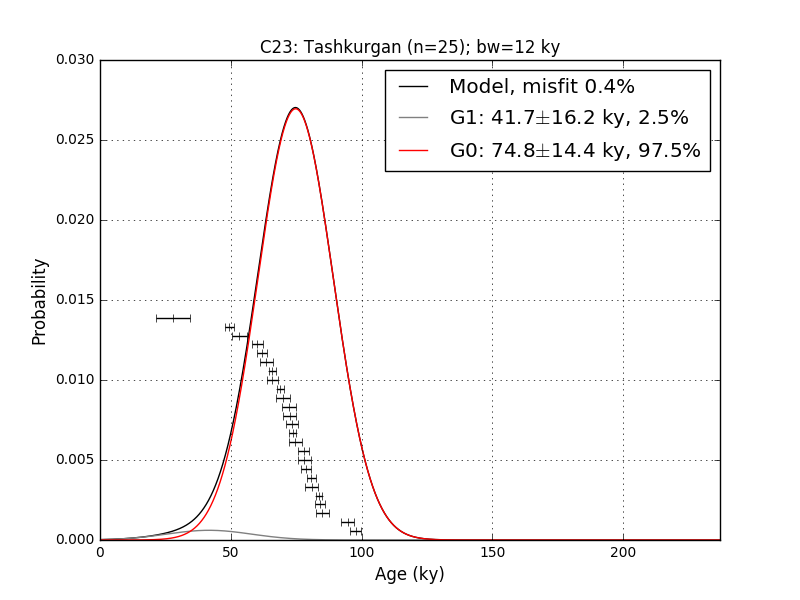 C23: Tashkurgan (n=25); bw=12 ky
0.030
0.025
0.020
0.015
0.010
0.005
0.000
Probability
Model, misfit 0.4%
G1: 41.7±16.2 ky, 2.5%
G0: 74.8±14.4 ky, 97.5%
0 50 100 150 200
Age (ky)